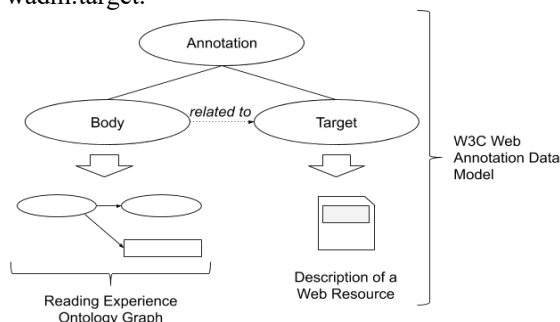 wadm:target.
Annotation
related to
Body
Target
W3C Web
Annotation Data
Model
Description of a
Web Resource
Reading Experience
Ontology Graph